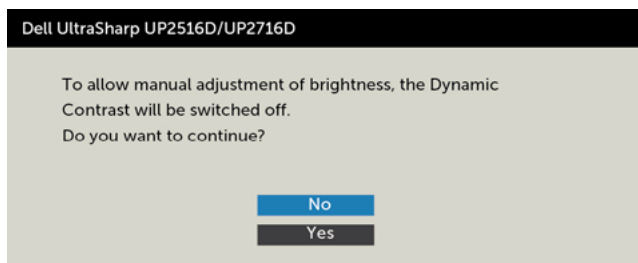 Dell UltraSharp UP2516D/UP2716D
To allow manual adjustment of brightness, the Dynamic
Contrast will be switched off.
Do you want to continue?
No
Yes